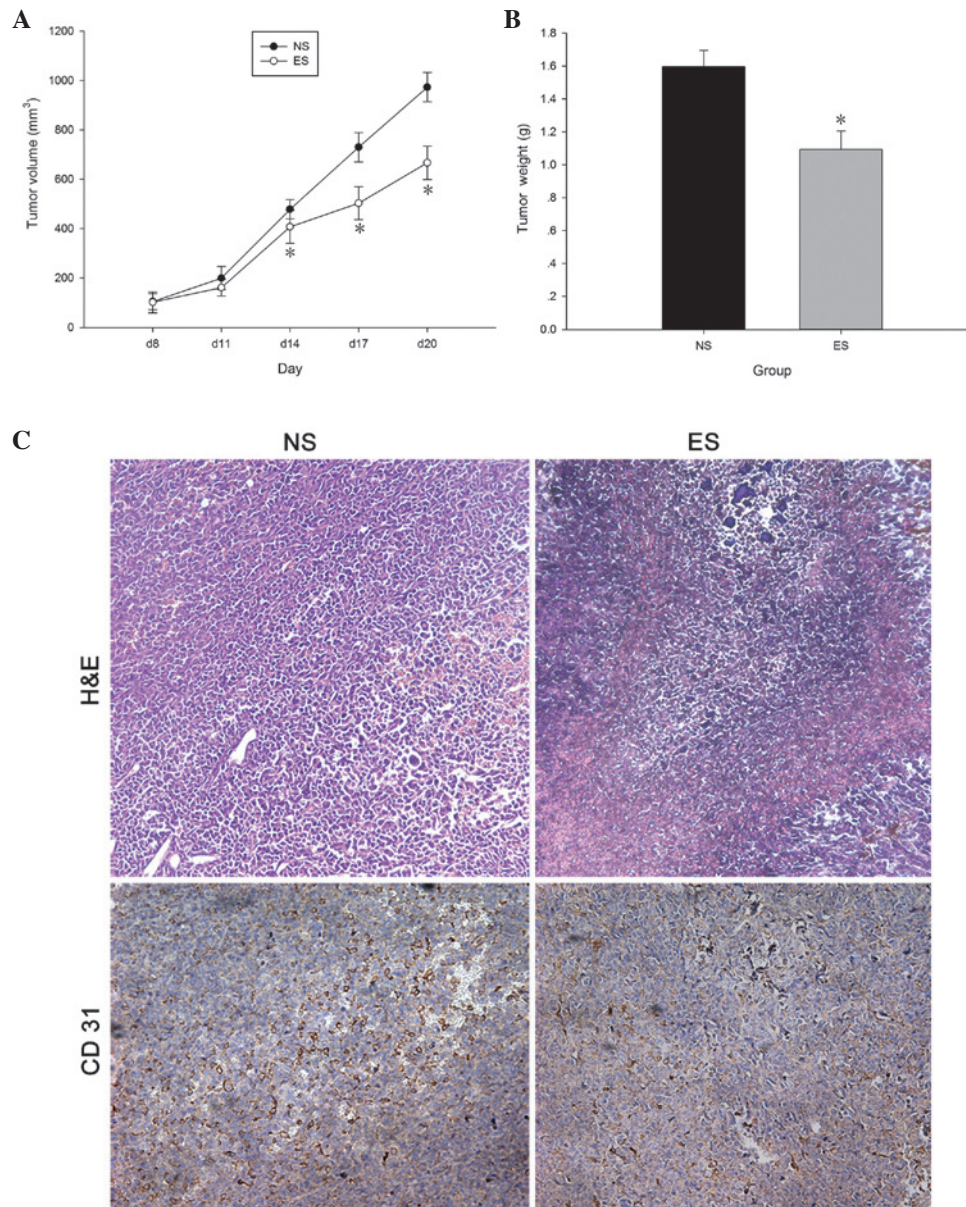 A
Tumor volume (mm³)
1200
1000
800
600
400
200
0
NS
ES
*
*
*
d8
d11
d14
d17
d20
Day
B
Tumor weight (g)
1.8
1.6
1.4
1.2
1.0
.8
.6
.4
.2
0.0
*
NS
ES
Group
C
NS
ES
H&E
CD 31